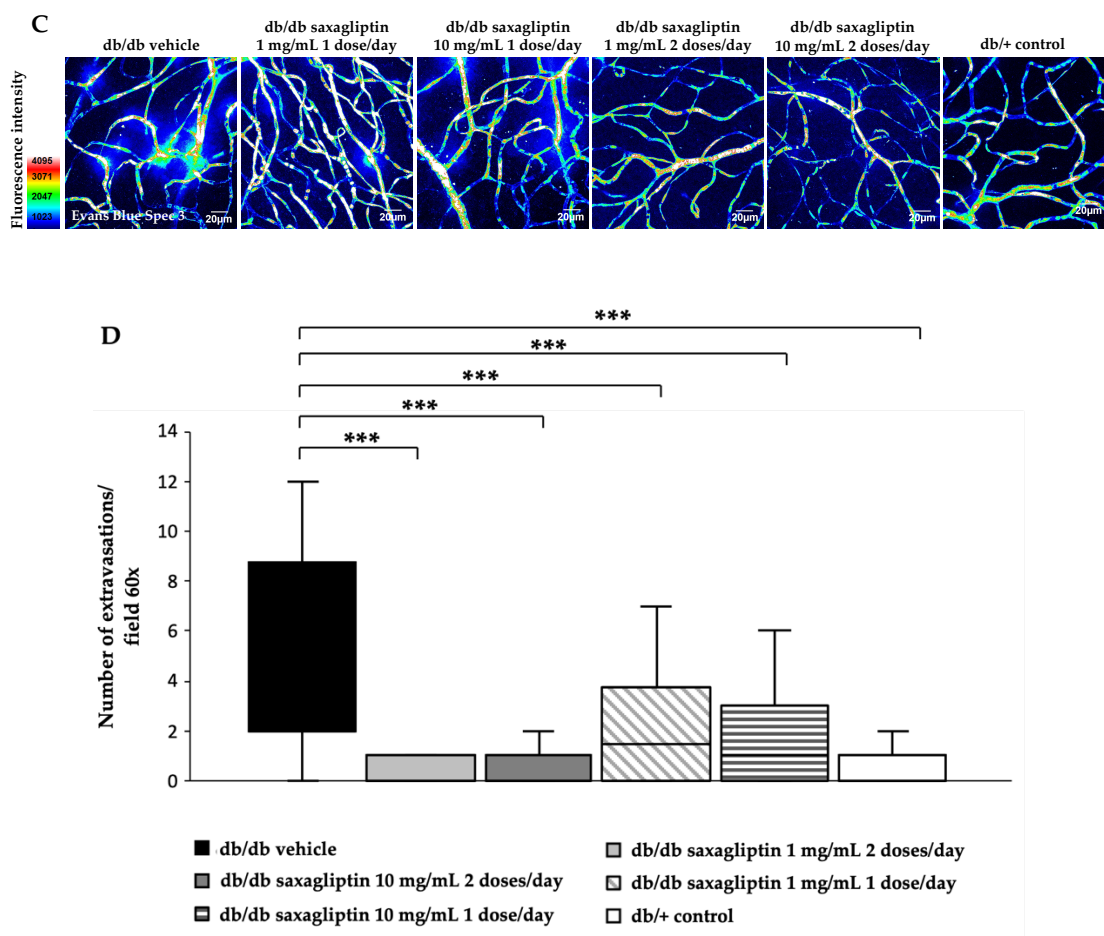 C
db/db vehicle
db/db saxagliptin
1 mg/mL 1 dose/day
db/db saxagliptin
10 mg/mL 1 dose/day
db/db saxagliptin
1 mg/mL 2 doses/day
db/db saxagliptin
10 mg/mL 2 doses/day
db/+ control
Fluorescence intensity
4095
3071
2047
1023
Evans Blue Spec 3
20µm
20µm
20µm
20µm
20µm
20µm
D
***
***
***
***
***
Number of extravasations/
field 60x
14
12
10
8
6
4
2
0
db/db vehicle
db/db saxagliptin 1 mg/mL 2 doses/day
db/db saxagliptin 10 mg/mL 2 doses/day
db/db saxagliptin 1 mg/mL 1 dose/day
db/db saxagliptin 10 mg/mL 1 dose/day
db/+ control